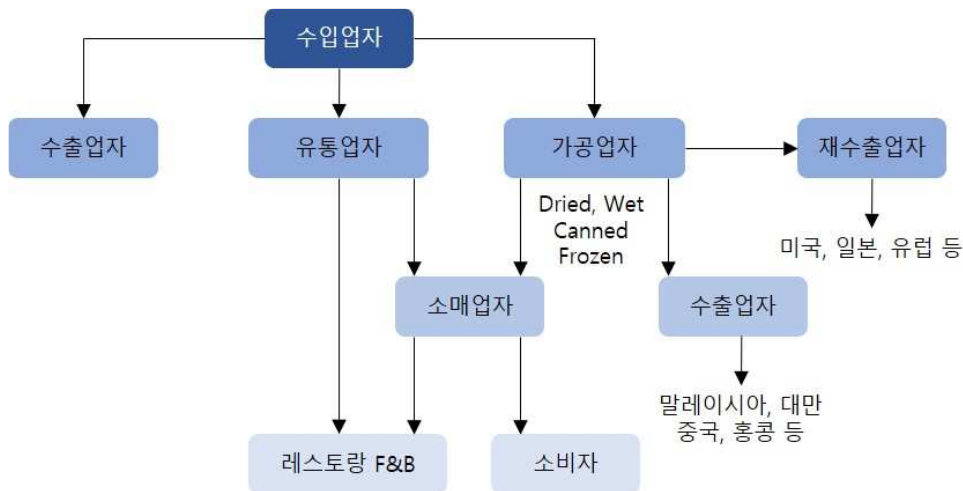 수입업자
수출업자
유통업자
가공업자
재수출업자
Dried, Wet
Canned
Frozen
미국, 일본, 유럽 등
소매업자
수출업자
말레이시아, 대만
중국, 홍콩 등
레스토랑 F&B
소비자